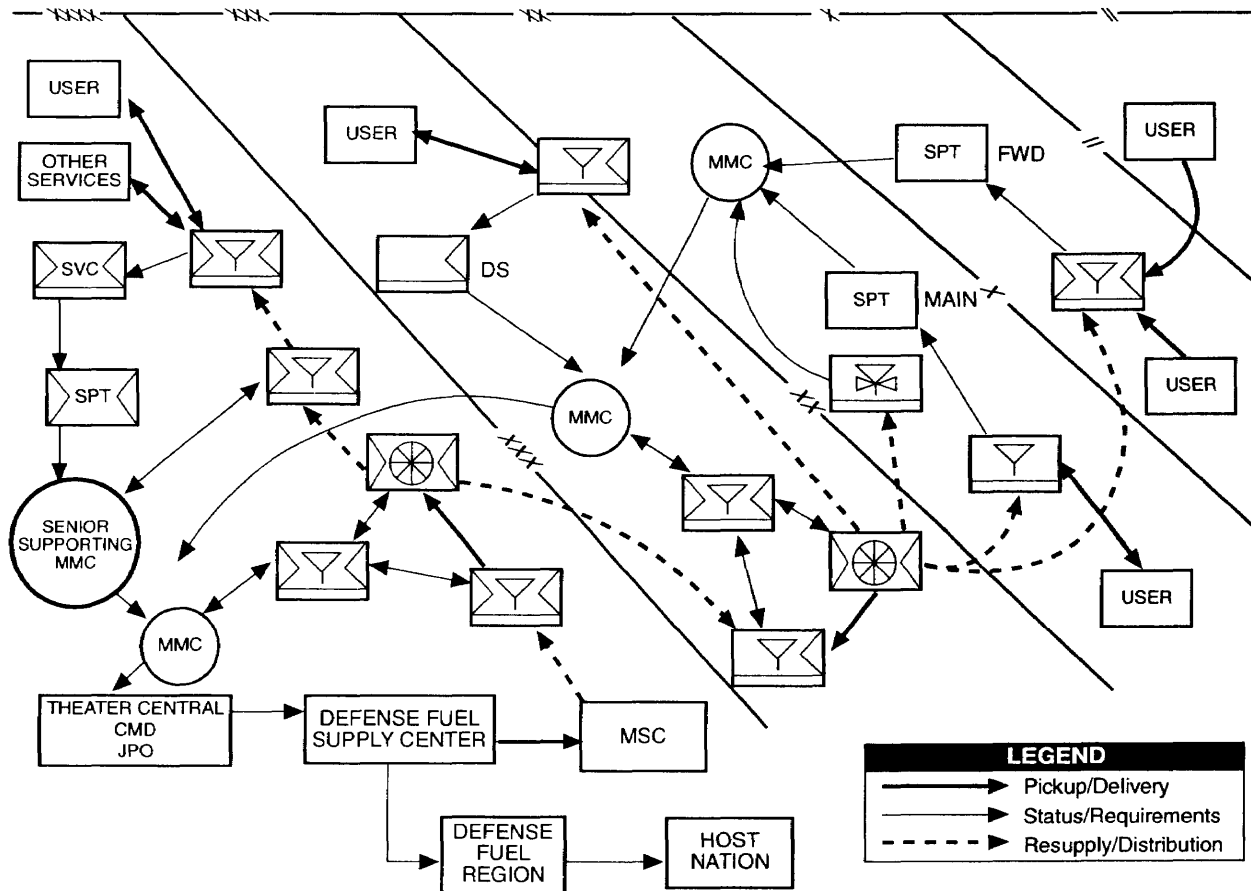 USER
OTHER
SERVICES
SVC
SPT
SENIOR
SUPPORTING
MMC
MMC
THEATER CENTRAL
CMD
JPO
DEFENSE FUEL
SUPPLY CENTER
MSC
DEFENSE
FUEL
REGION
HOST
NATION
USER
DS
MMC
MMC
SPT
FWD
SPT
MAIN
USER
USER
USER
LEGEND
Pickup/Delivery
Status/Requirements
Resupply/Distribution